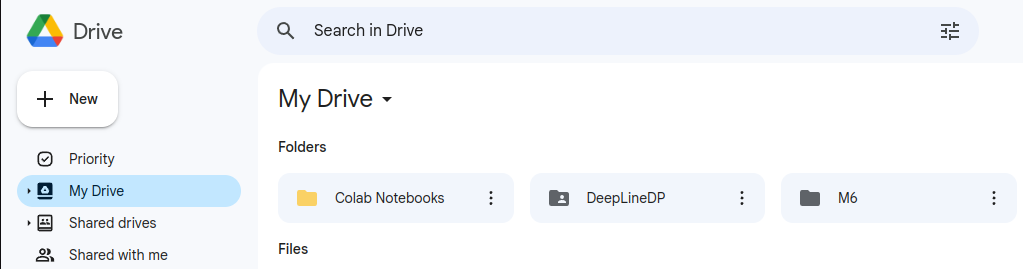 Drive
Search in Drive
New
My Drive
Priority
My Drive
Shared drives
Shared with me
Folders
Colab Notebooks
DeepLineDP
M6
Files